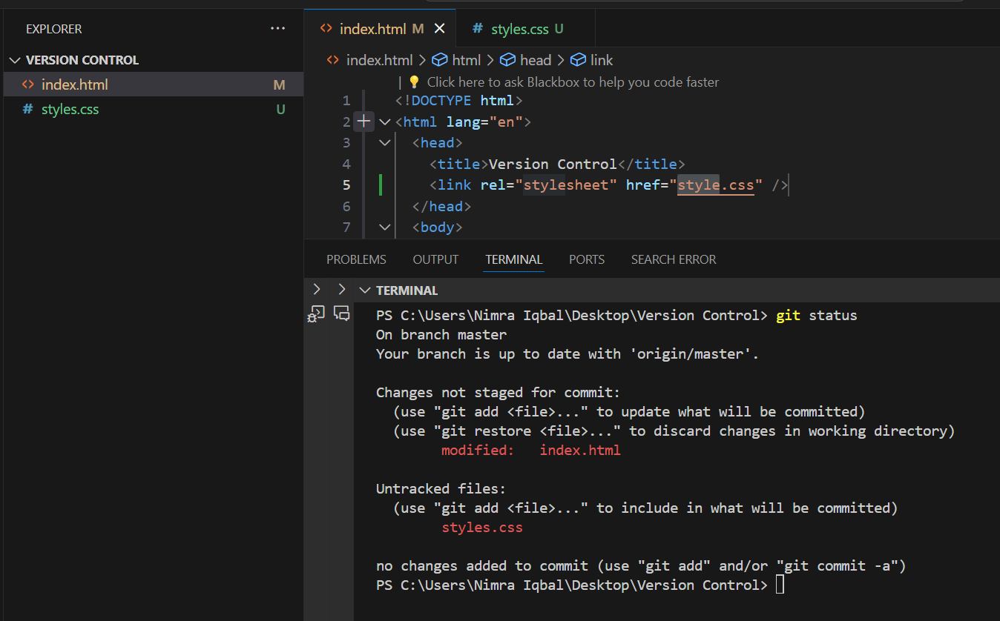 EXPLORER ...
VERSION CONTROL
<> index.html M
# styles.css U
<> index.html M ×
# styles.css U
<> index.html > html > head > link
| 💡 Click here to ask Blackbox to help you code faster
1 <!DOCTYPE html>
2 <html lang="en">
3 <head>
4 <title>Version Control</title>
5 <link rel="stylesheet" href="style.css" />
6 </head>
7 <body>
PROBLEMS OUTPUT TERMINAL PORTS SEARCH ERROR
TERMINAL
PS C:\Users\Nimra Iqbal\Desktop\Version Control> git status
On branch master
Your branch is up to date with 'origin/master'.
Changes not staged for commit:
(use "git add <file>..." to update what will be committed)
(use "git restore <file>..." to discard changes in working directory)
modified: index.html
Untracked files:
(use "git add <file>..." to include in what will be committed)
styles.css
no changes added to commit (use "git add" and/or "git commit -a")
PS C:\Users\Nimra Iqbal\Desktop\Version Control>